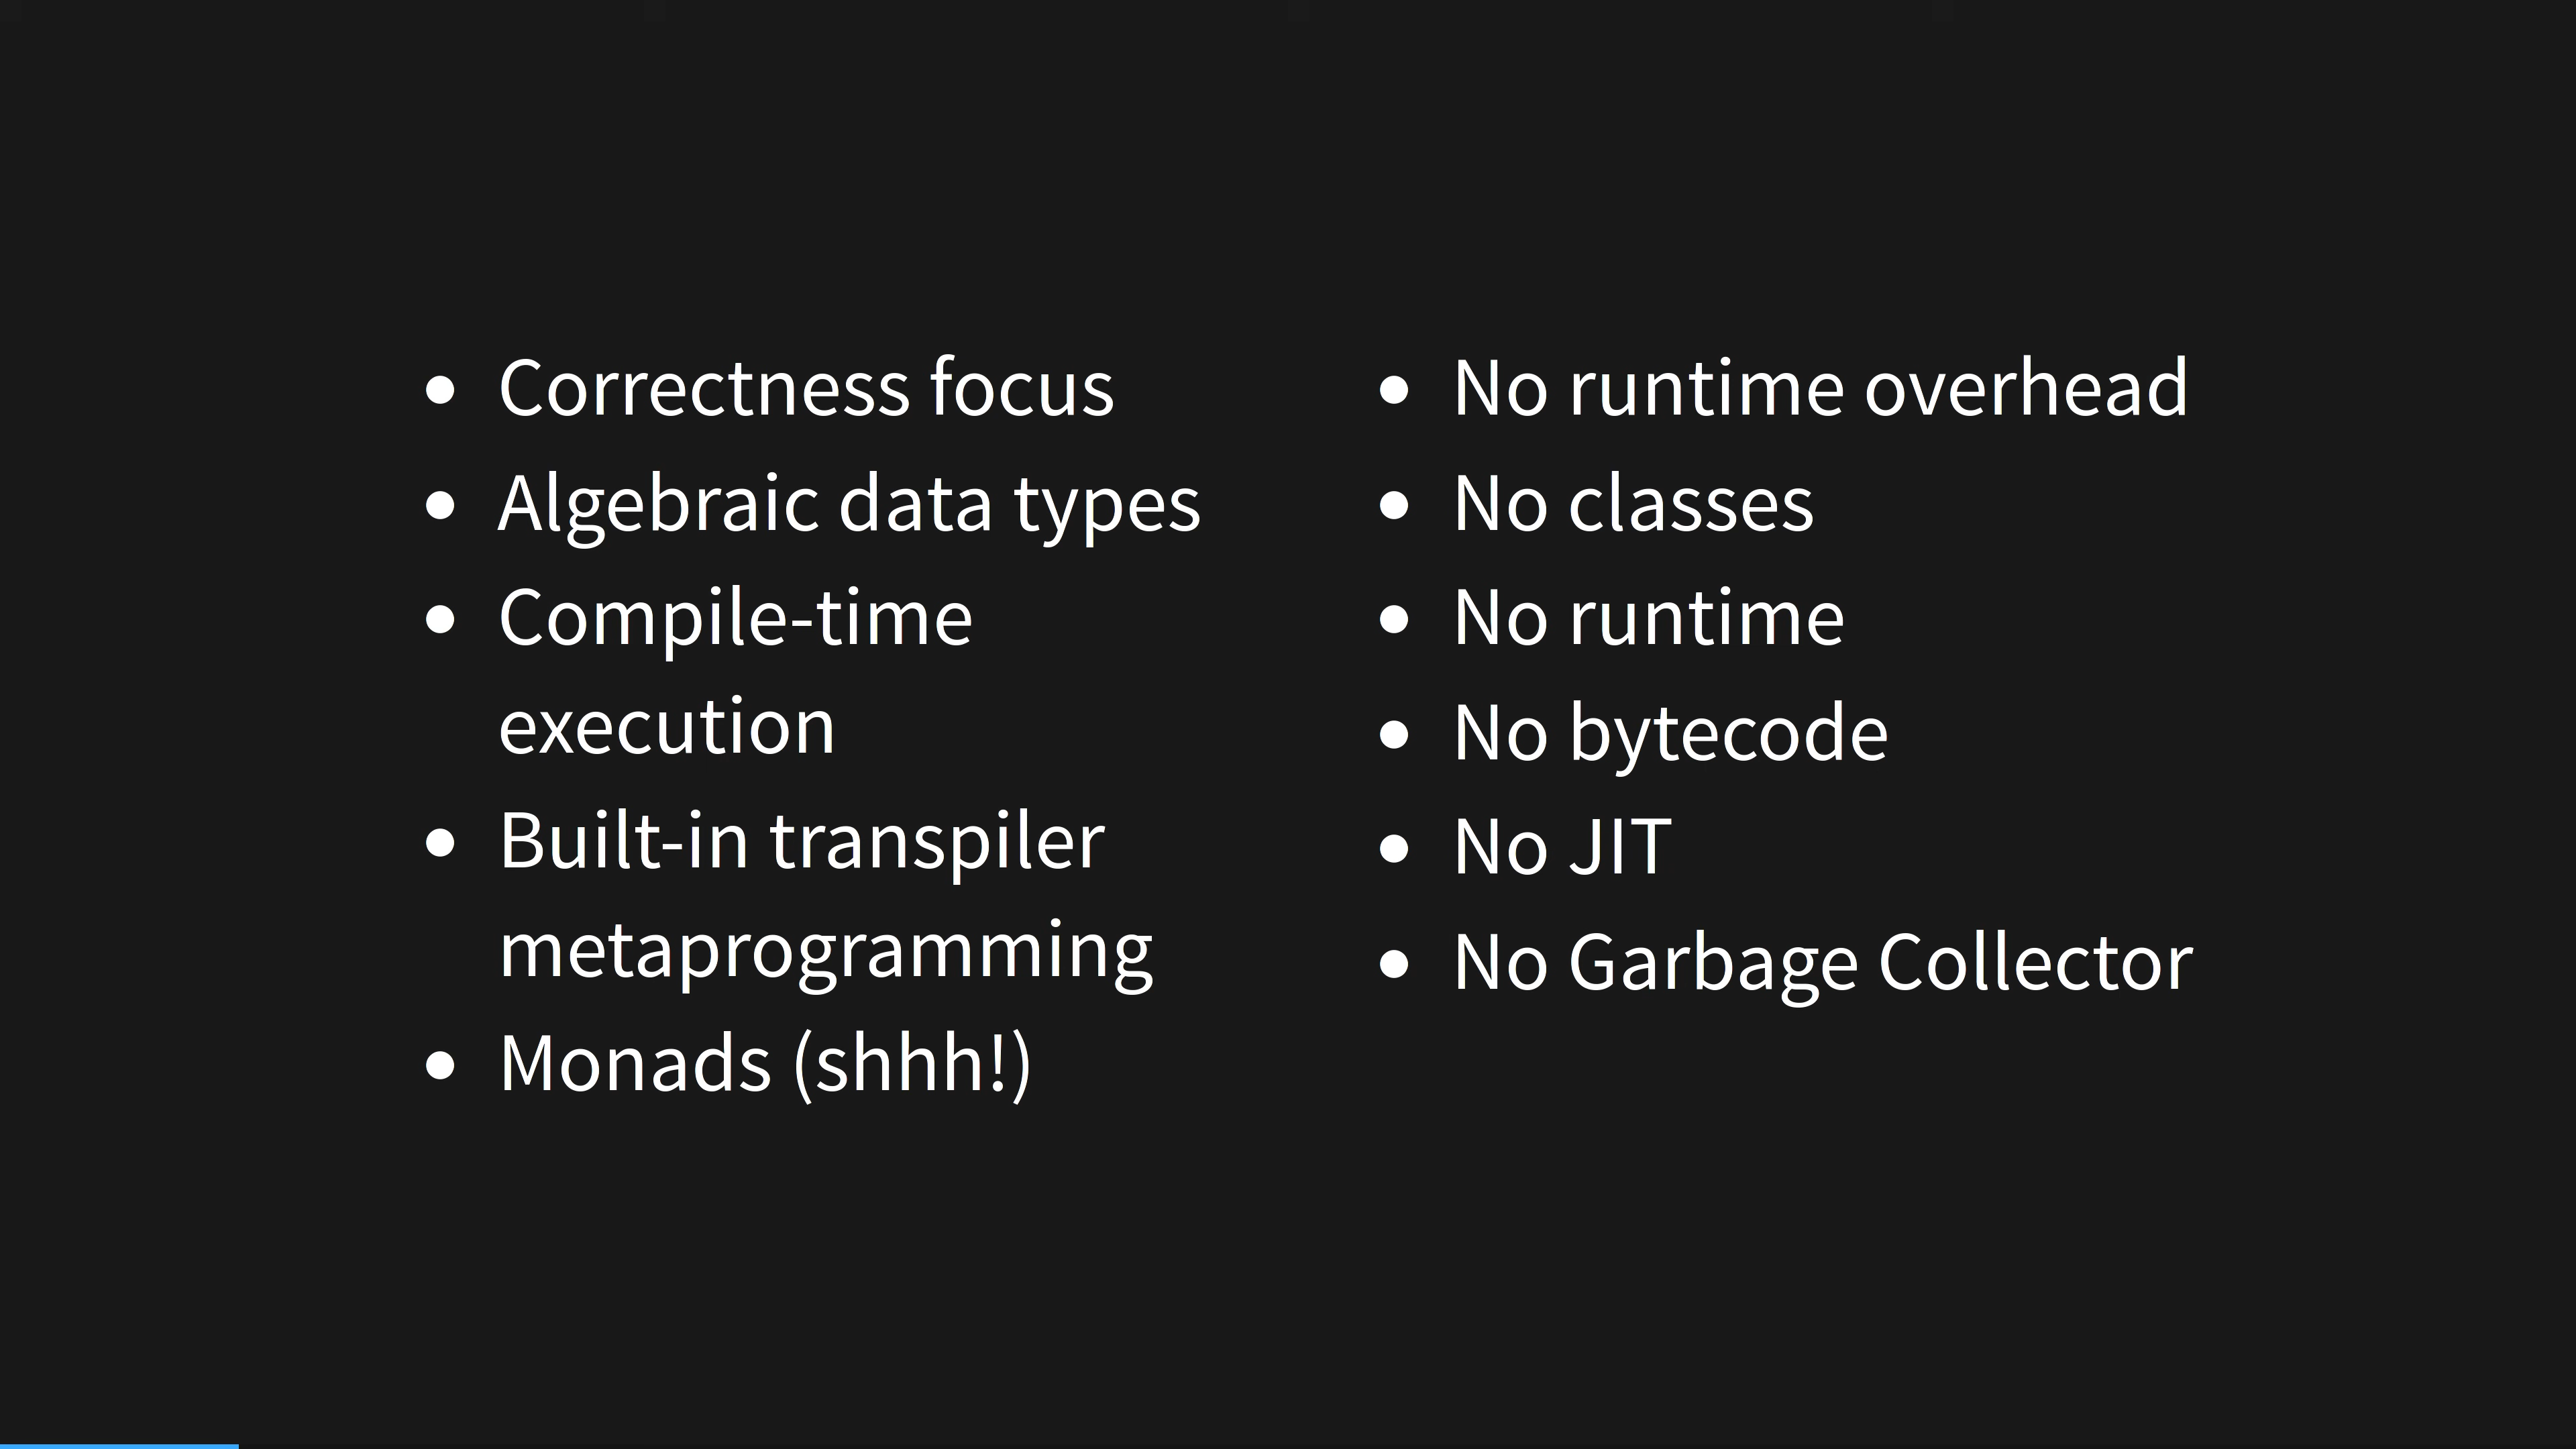 Correctness focus
Algebraic data types
Compile-time
execution
Built-in transpiler
metaprogramming
Monads (shhh!)
No runtime overhead
No classes
No runtime
No bytecode
No JIT
No Garbage Collector